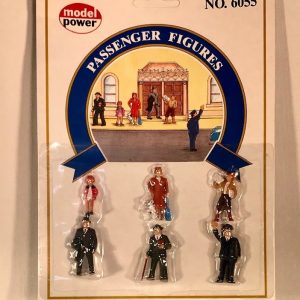 NO. 6055
model
power
PASSENGER FIGURES